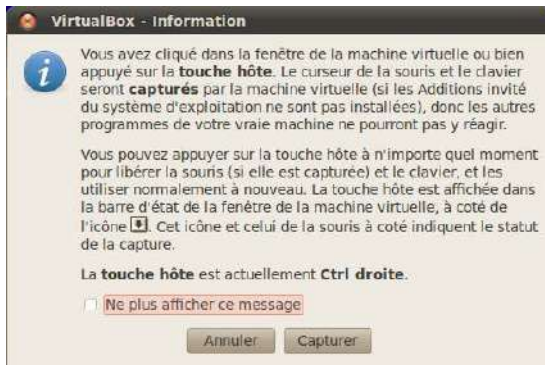 VirtualBox - Information
Vous avez cliqué dans la fenêtre de la machine virtuelle ou bien
appuyé sur la touche hôte. Le curseur de la souris et le clavier
seront capturés par la machine virtuelle (si les Additions invité
du système d'exploitation ne sont pas installées), donc les autres
programmes de votre vraie machine ne pourront pas y réagir.
Vous pouvez appuyer sur la touche hôte à n'importe quel moment
pour libérer la souris (si elle est capturée) et le clavier, et les
utiliser normalement à nouveau. La touche hôte est affichée dans
la barre d'état de la fenêtre de la machine virtuelle, à coté de
l'icône . Cet icône et celui de la souris à coté indiquent le statut
de la capture.
La touche hôte est actuellement Ctrl droite.
Ne plus afficher ce message
Annuler Capturer